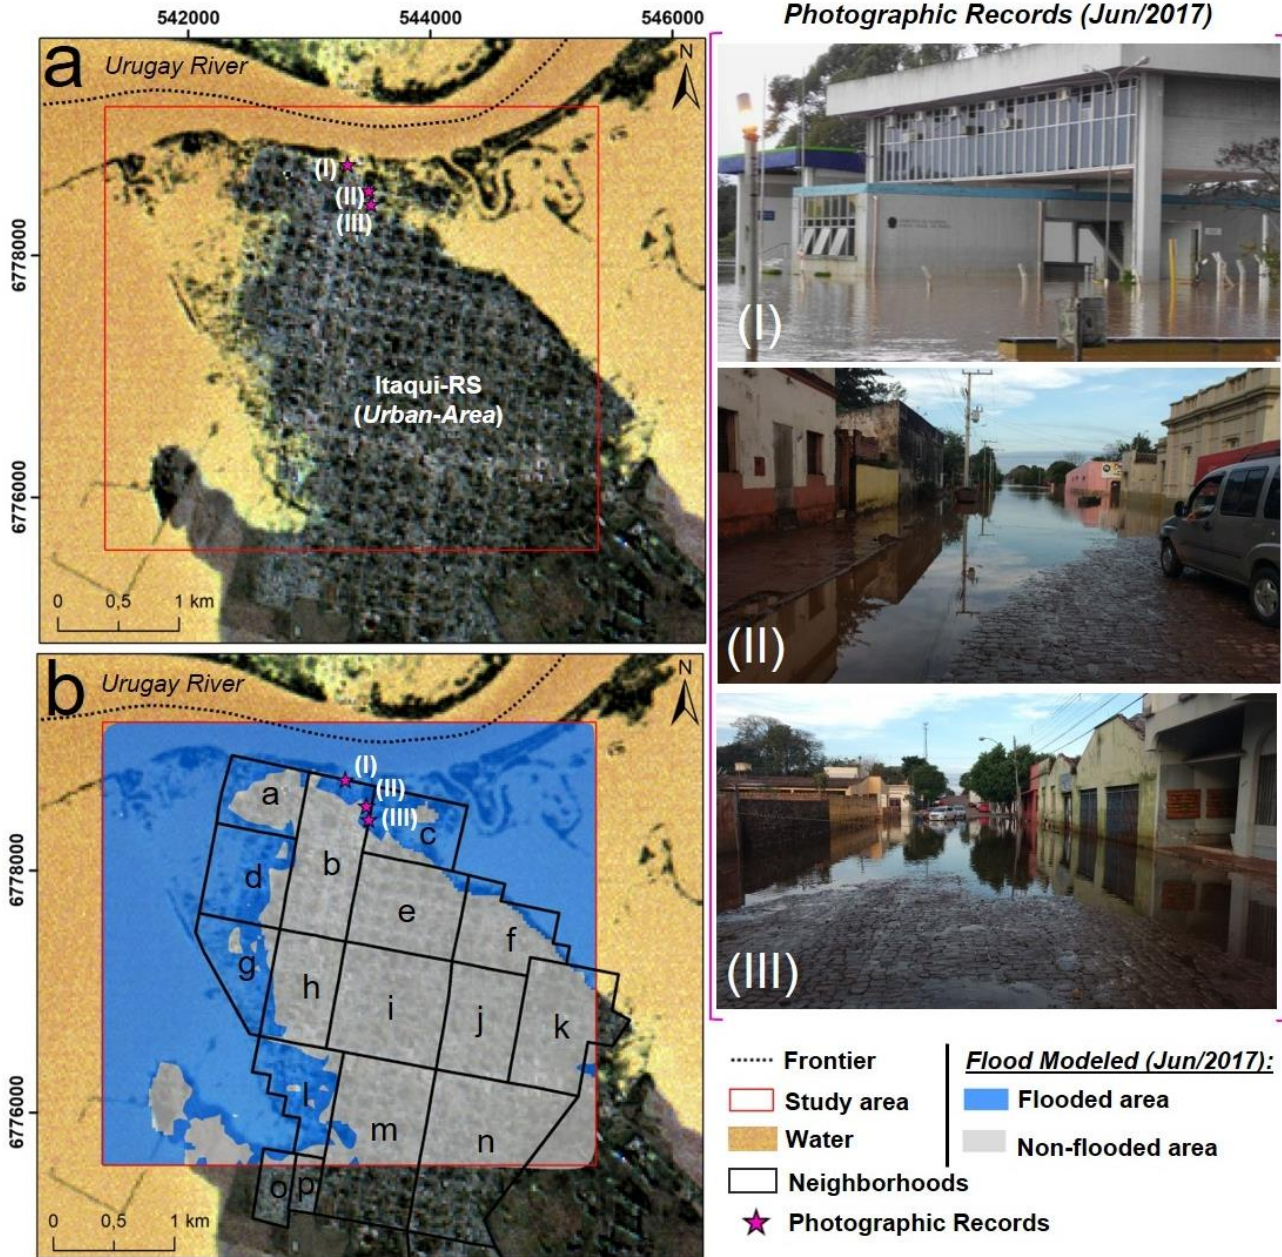 542000
544000
546000
Photographic Records (Jun/2017)
a
Urugay River
N
(I)
(II)
(III)
6778000
6776000
Itaqui-RS
(Urban-Area)
0
0,5
1 km
(I)
(II)
(III)
b
Urugay River
N
(I)
(II)
(III)
6778000
6776000
a
b
c
d
e
f
g
h
i
j
k
l
m
n
o
p
0
0,5
1 km
Frontier
Study area
Water
Neighborhoods
Photographic Records
Flood Modeled (Jun/2017):
Flooded area
Non-flooded area